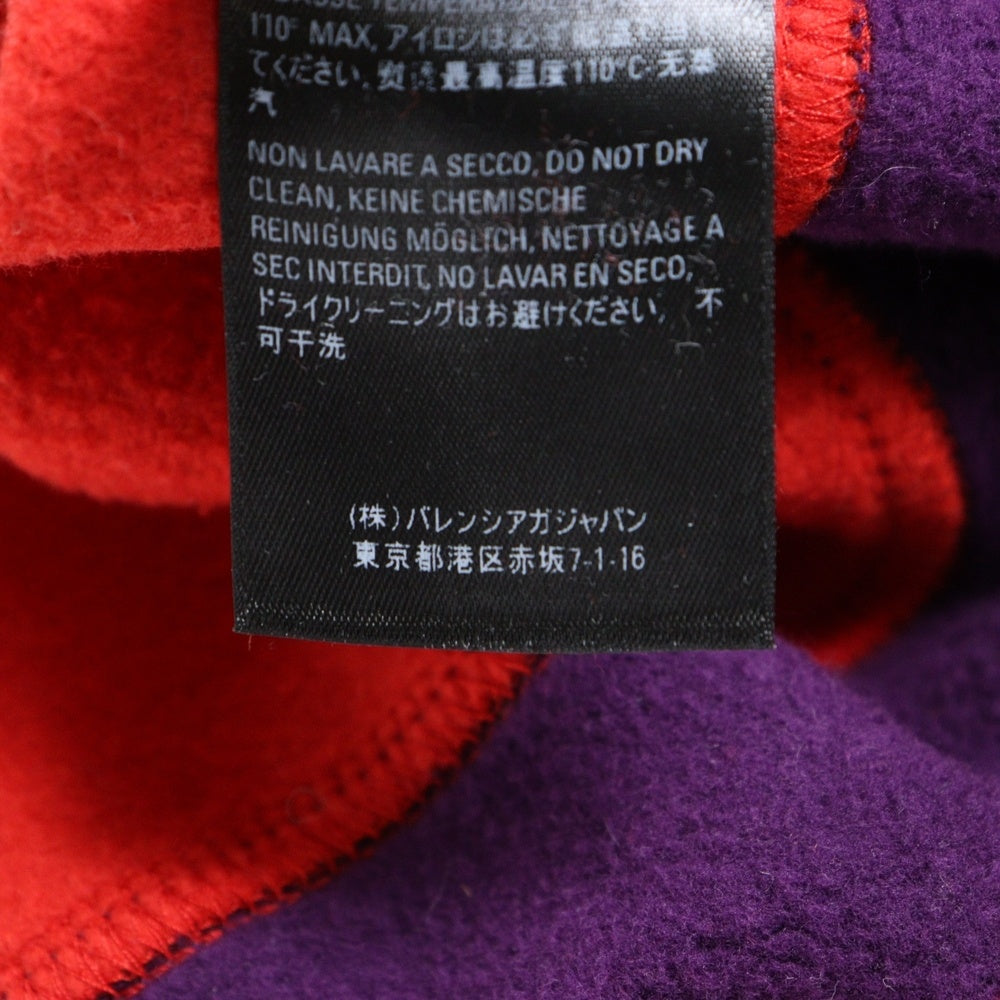 110° MAX, アイロンは必ず
てください, 熨烫最高温度110°C-无蒸
汽
NON LAVARE A SECCO, DO NOT DRY
CLEAN, KEINE CHEMISCHE
REINIGUNG MÖGLICH, NETTOYAGE A
SEC INTERDIT, NO LAVAR EN SECO,
ドライクリーニングはお避けください, 不
可干洗
(株)バレンシアガジャパン
東京都港区赤坂7-1-16